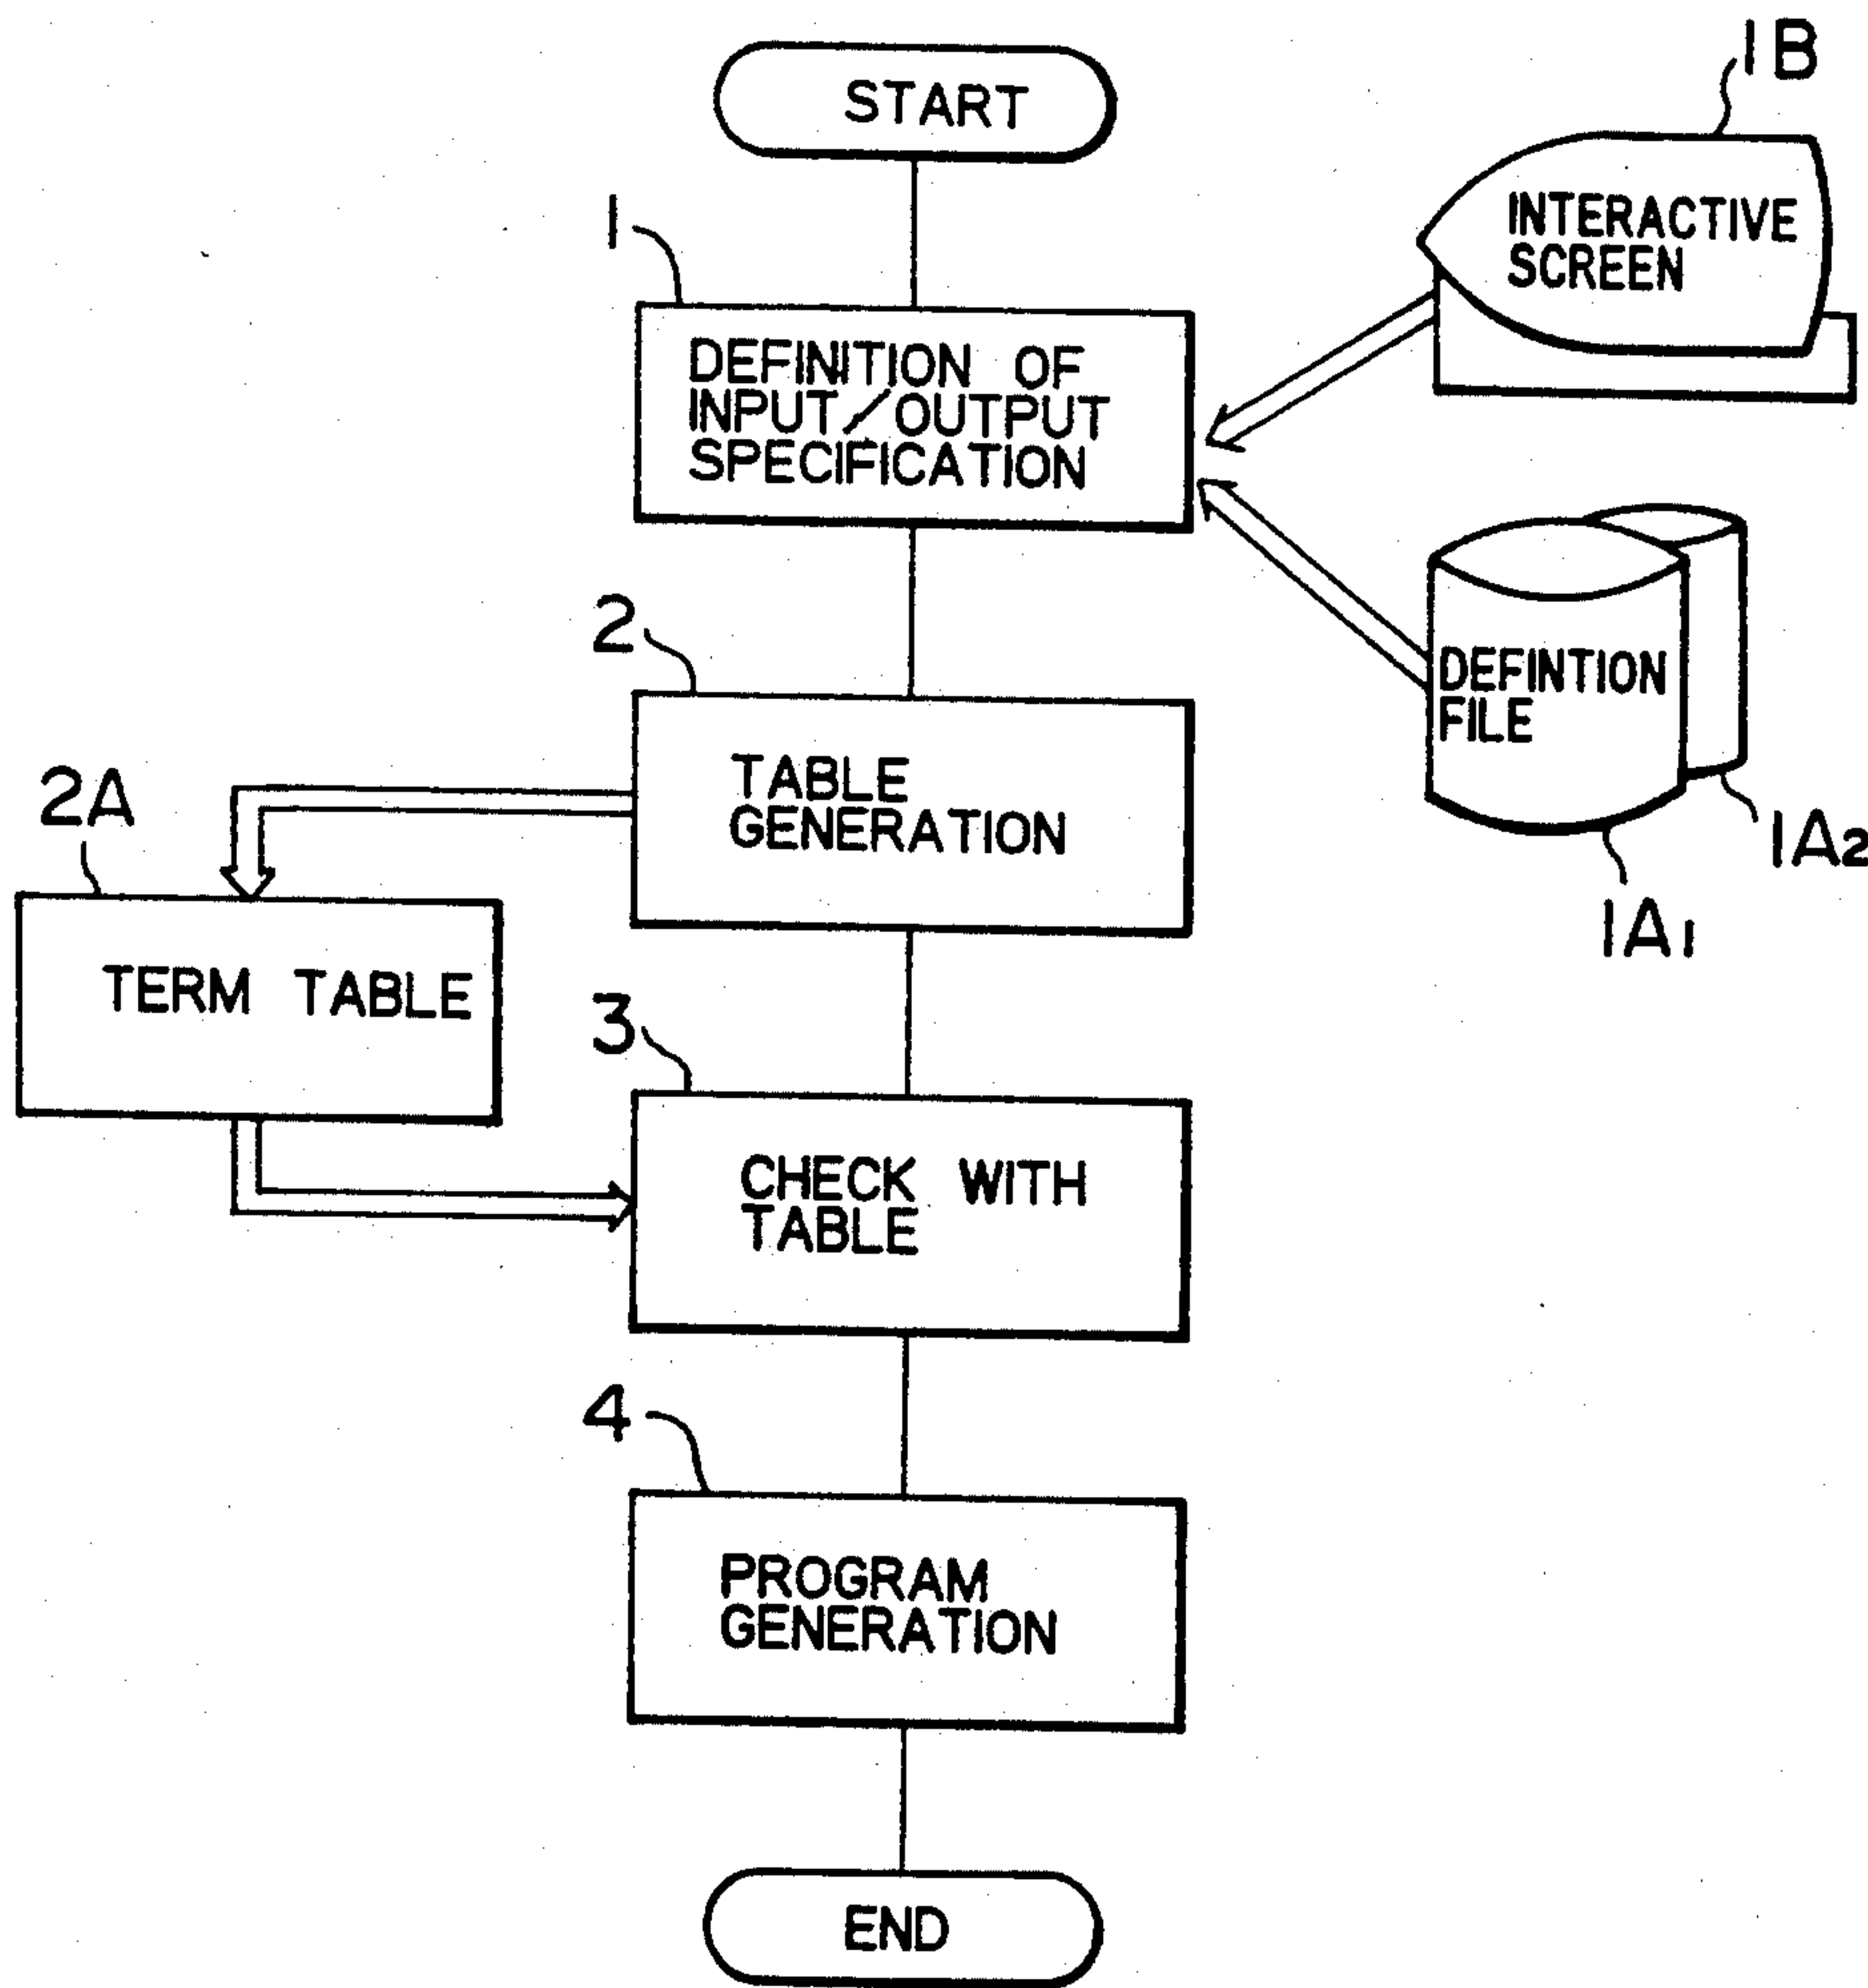 START
1B
INTERACTIVE
SCREEN
1
DEFINITION OF
INPUT/OUTPUT
SPECIFICATION
2
DEFINTION
FILE
2A
TABLE
GENERATION
1A2
1A1
TERM TABLE
3
CHECK WITH
TABLE
4
PROGRAM
GENERATION
END